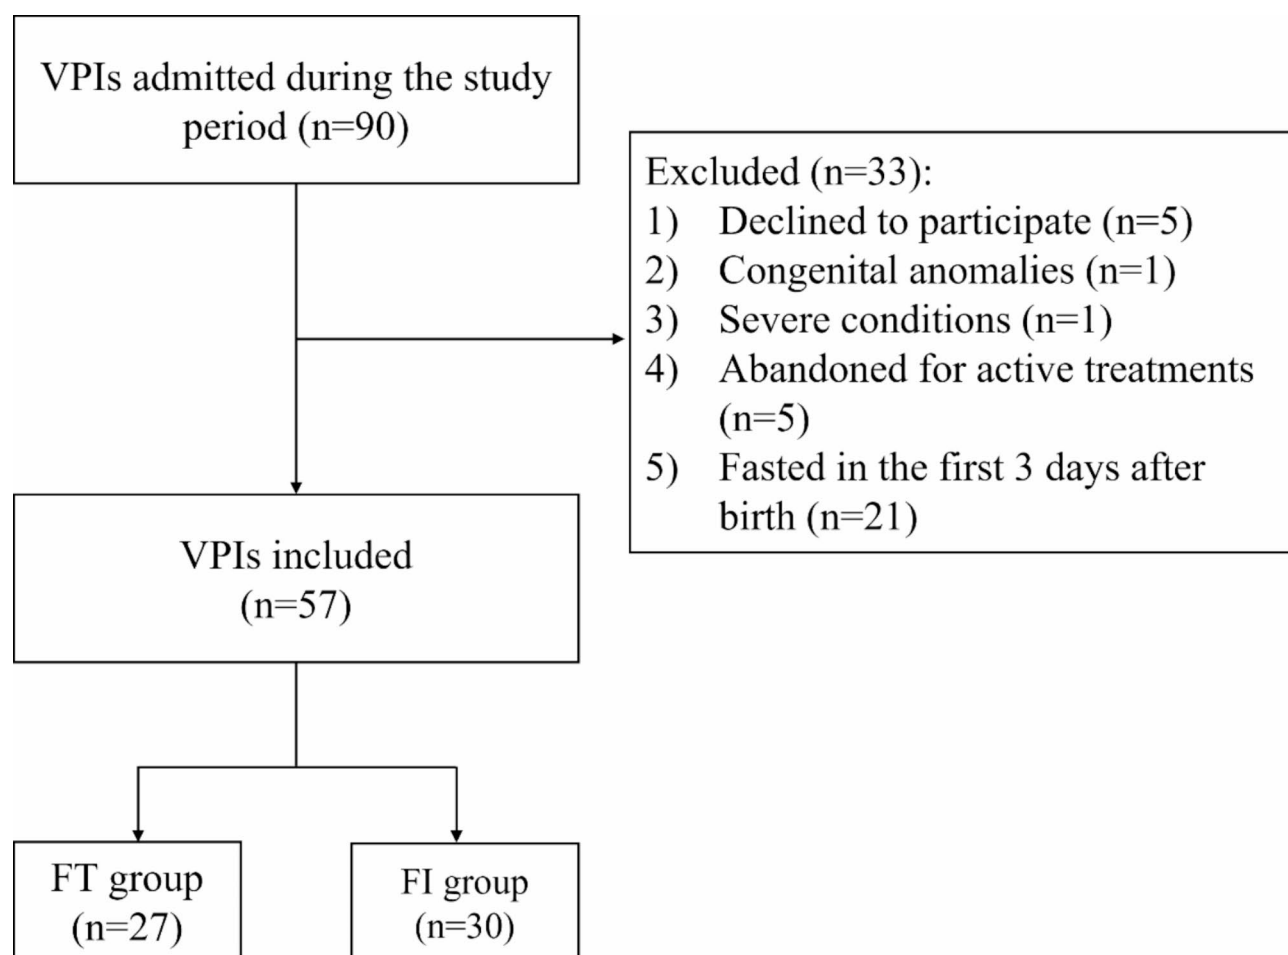 VPIs admitted during the study
period (n=90)
Excluded (n=33):
1) Declined to participate (n=5)
2) Congenital anomalies (n=1)
3) Severe conditions (n=1)
4) Abandoned for active treatments
(n=5)
5) Fasted in the first 3 days after
birth (n=21)
VPIs included
(n=57)
FT group
(n=27)
FI group
(n=30)